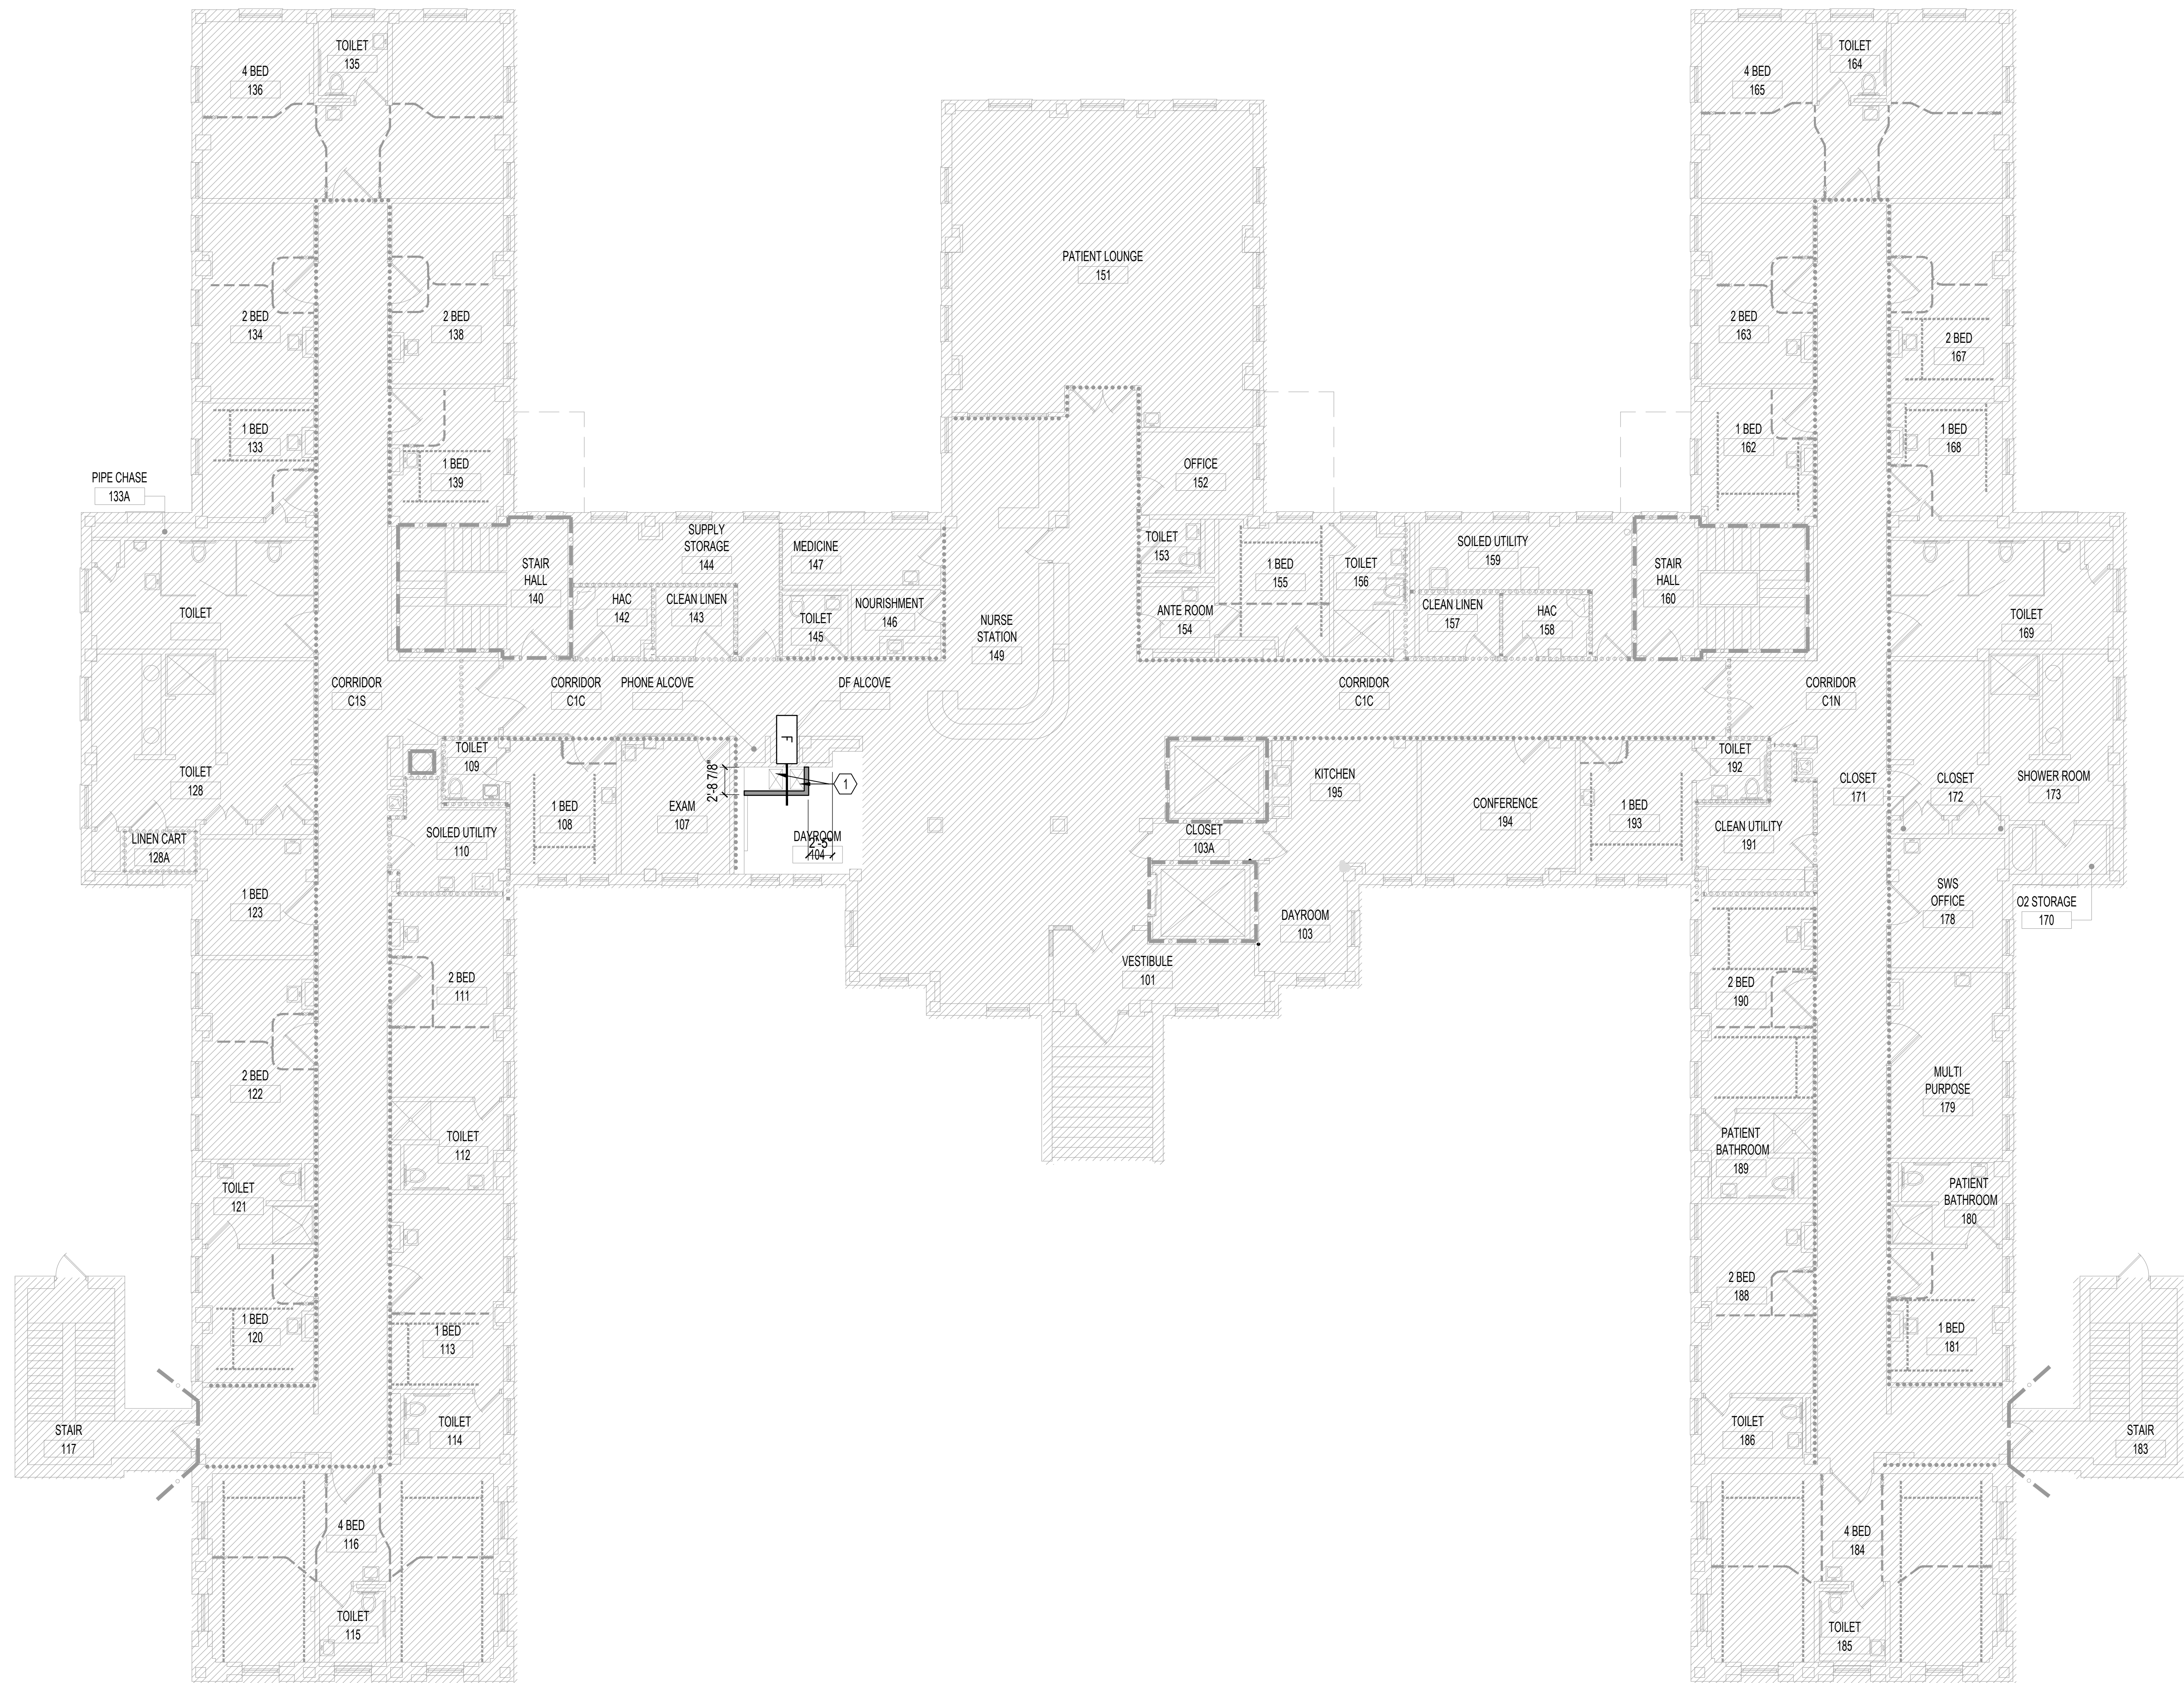 TOILET
135
4 BED
136
TOILET
164
4 BED
165
PATIENT LOUNGE
151
2 BED
134
2 BED
138
2 BED
163
2 BED
167
1 BED
133
1 BED
139
1 BED
162
1 BED
168
PIPE CHASE
133A
OFFICE
152
SUPPLY
STORAGE
144
MEDICINE
147
STAIR
HALL
140
HAC
142
CLEAN LINEN
143
TOILET
145
NOURISHMENT
146
NURSE
STATION
149
TOILET
153
ANTE ROOM
154
1 BED
155
TOILET
156
SOILED UTILITY
159
CLEAN LINEN
157
HAC
158
STAIR
HALL
160
TOILET
TOILET
169
CORRIDOR
C1S
CORRIDOR
C1C
PHONE ALCOVE
DF ALCOVE
CORRIDOR
C1C
CORRIDOR
C1N
F
1
2'-8 7/8"
2'-5"
TOILET
109
TOILET
128
1 BED
108
EXAM
107
DAYROOM
104
SOILED UTILITY
110
LINEN CART
128A
KITCHEN
195
CLOSET
103A
CONFERENCE
194
1 BED
193
TOILET
192
CLEAN UTILITY
191
CLOSET
171
CLOSET
172
SHOWER ROOM
173
1 BED
123
DAYROOM
103
VESTIBULE
101
SWS
OFFICE
178
O2 STORAGE
170
2 BED
111
2 BED
190
2 BED
122
MULTI
PURPOSE
179
TOILET
112
PATIENT
BATHROOM
189
TOILET
121
PATIENT
BATHROOM
180
2 BED
188
1 BED
120
1 BED
113
1 BED
181
STAIR
117
TOILET
114
TOILET
186
STAIR
183
4 BED
116
4 BED
184
TOILET
115
TOILET
185